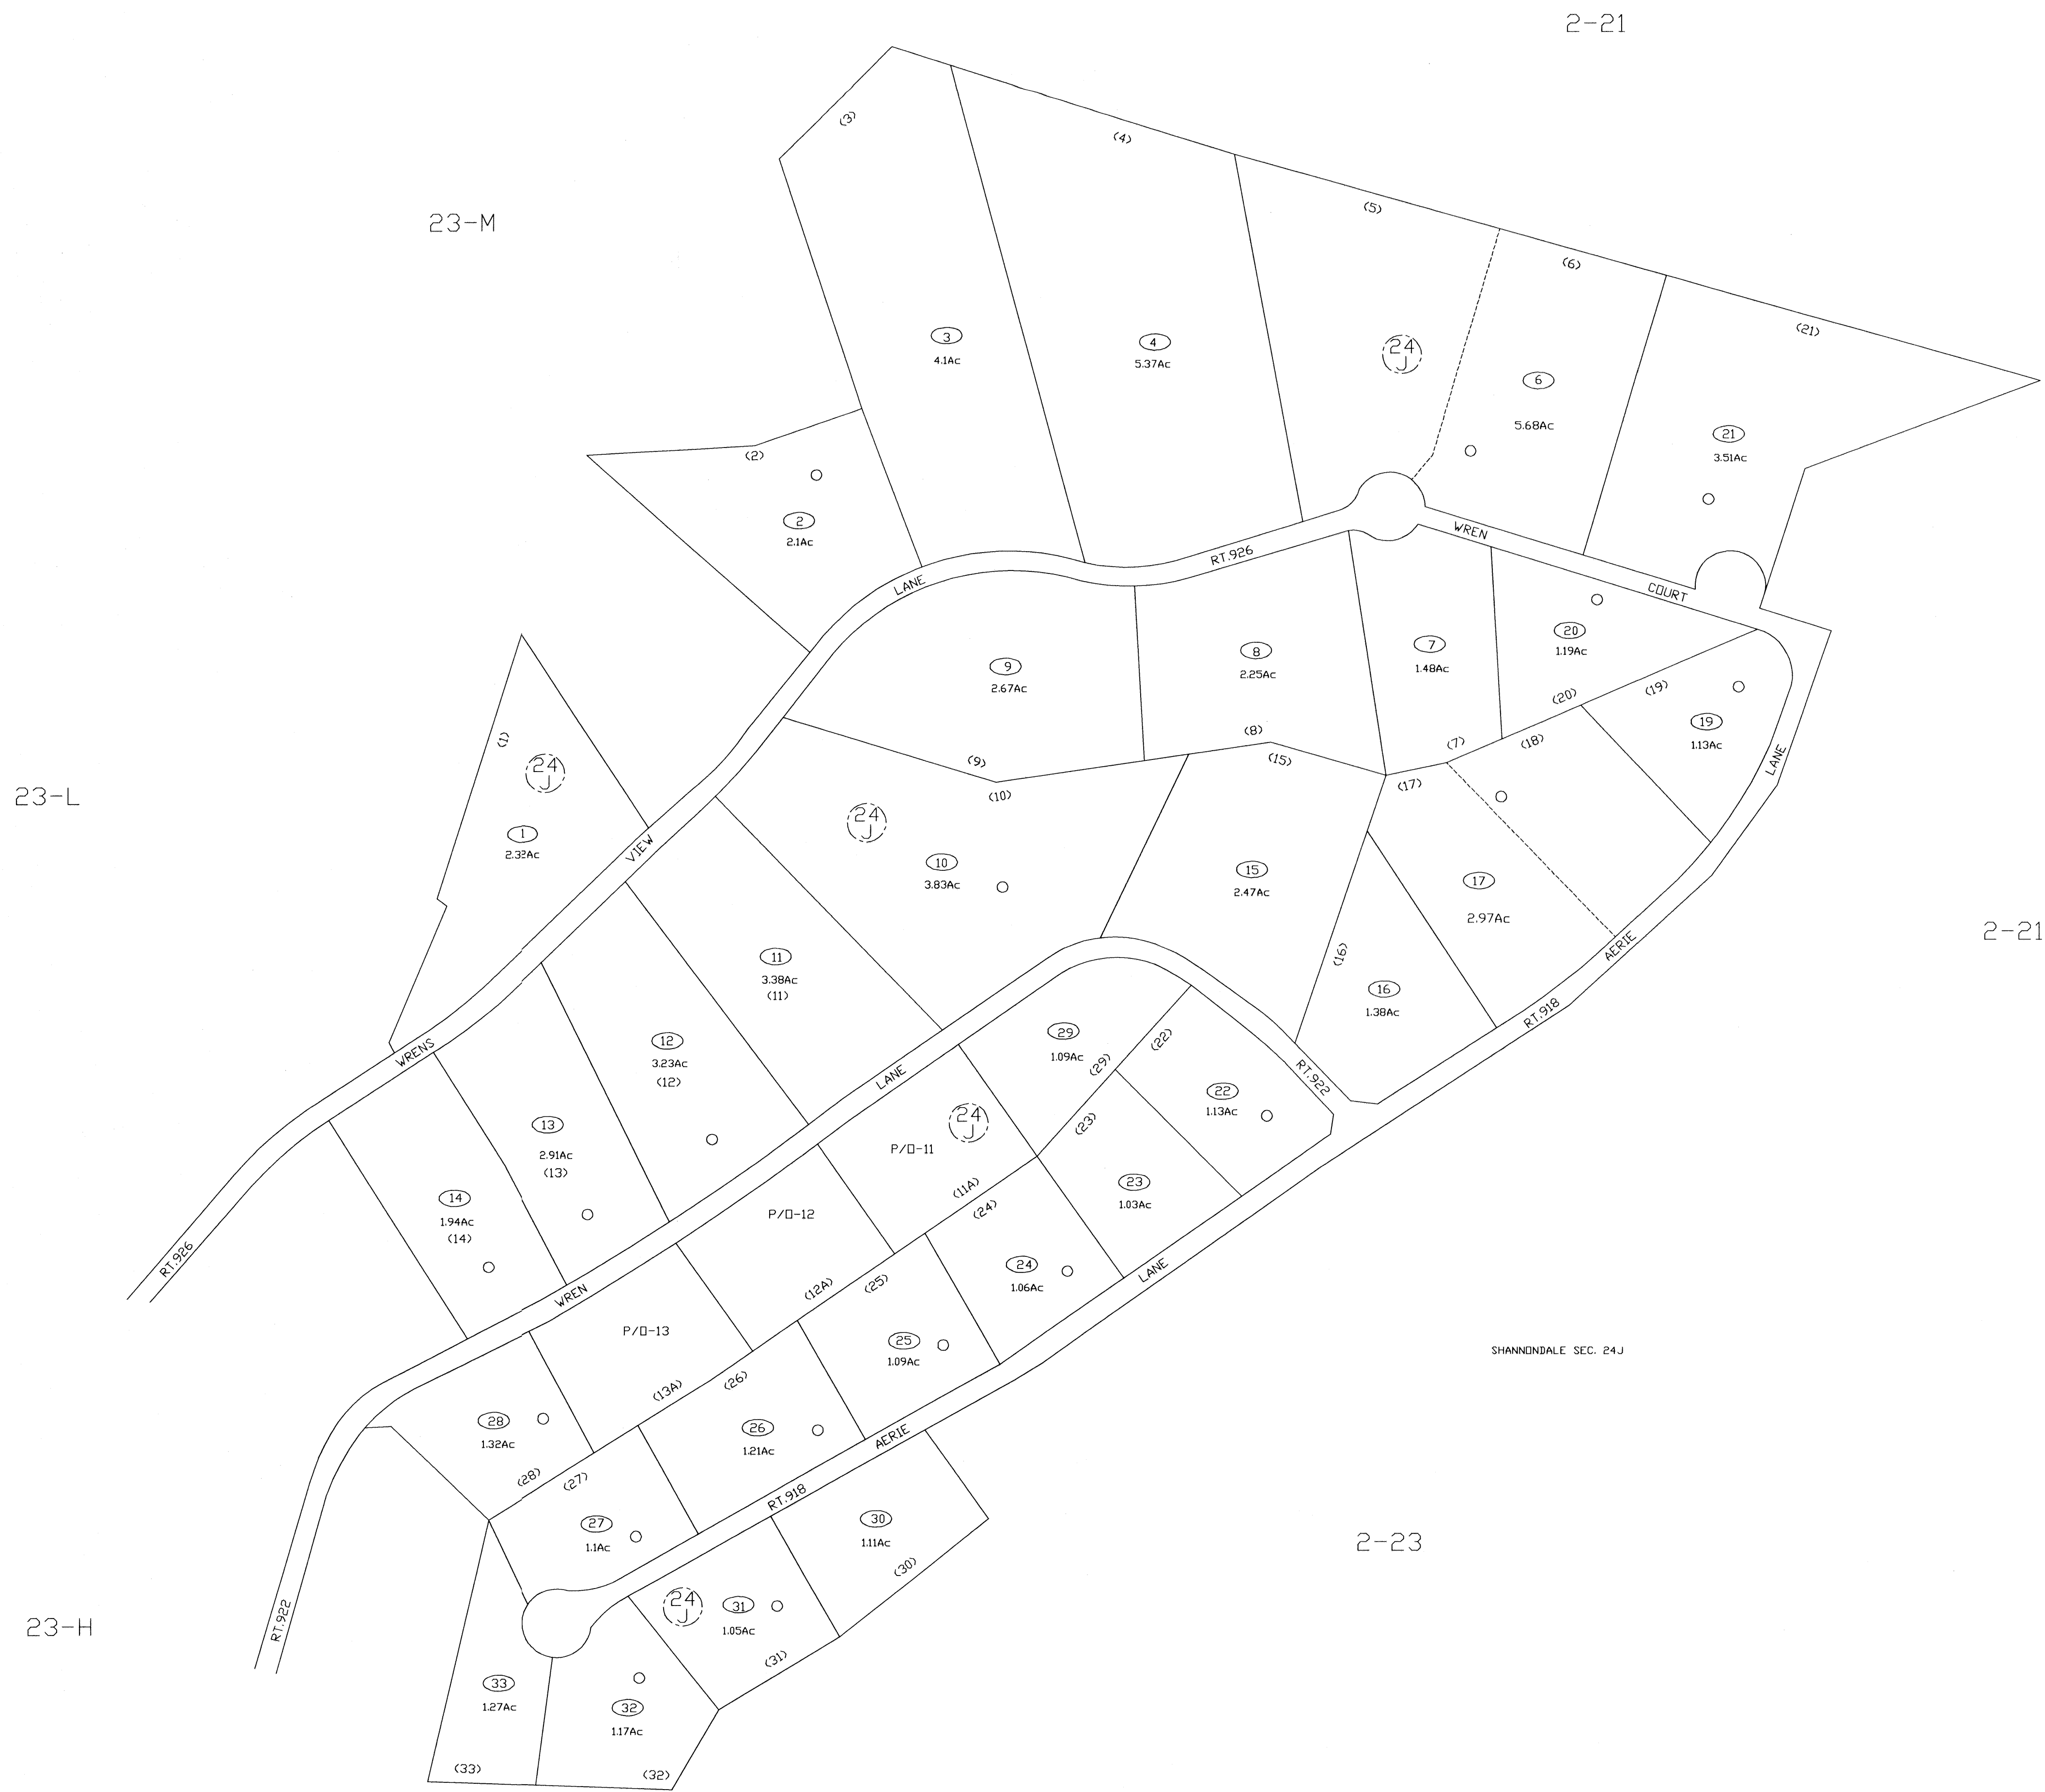 2-21
(3)
(4)
23-M
(5)
(6)
(21)
3
4.1Ac
4
5.37Ac
24
J
6
5.68Ac
21
3.51Ac
(2)
2
2.1Ac
WREN
RT.926
LANE
COURT
20
1.19Ac
7
1.48Ac
8
2.25Ac
9
2.67Ac
(20)
(19)
19
1.13Ac
(1)
24
J
(8)
(7)
(18)
(9)
(15)
LANE
(17)
(10)
23-L
24
J
1
2.32Ac
VIEW
10
3.83Ac
15
2.47Ac
17
2.97Ac
2-21
AERIE
(16)
11
3.38Ac
(11)
16
1.38Ac
RT.918
12
3.23Ac
(12)
29
1.09Ac
(22)
WRENS
(29)
LANE
RT.922
22
1.13Ac
13
2.91Ac
(13)
24
J
(23)
P/O-11
23
1.03Ac
14
1.94Ac
(14)
(11A)
(24)
P/O-12
RT.926
24
1.06Ac
LANE
WREN
(12A)
(25)
P/O-13
25
1.09Ac
SHANNONDALE SEC. 24J
(13A)
(26)
28
1.32Ac
26
1.21Ac
AERIE
(28)
(27)
RT.918
27
1.1Ac
30
1.11Ac
2-23
(30)
24
J
31
1.05Ac
RT.922
23-H
(31)
33
1.27Ac
32
1.17Ac
(33)
(32)